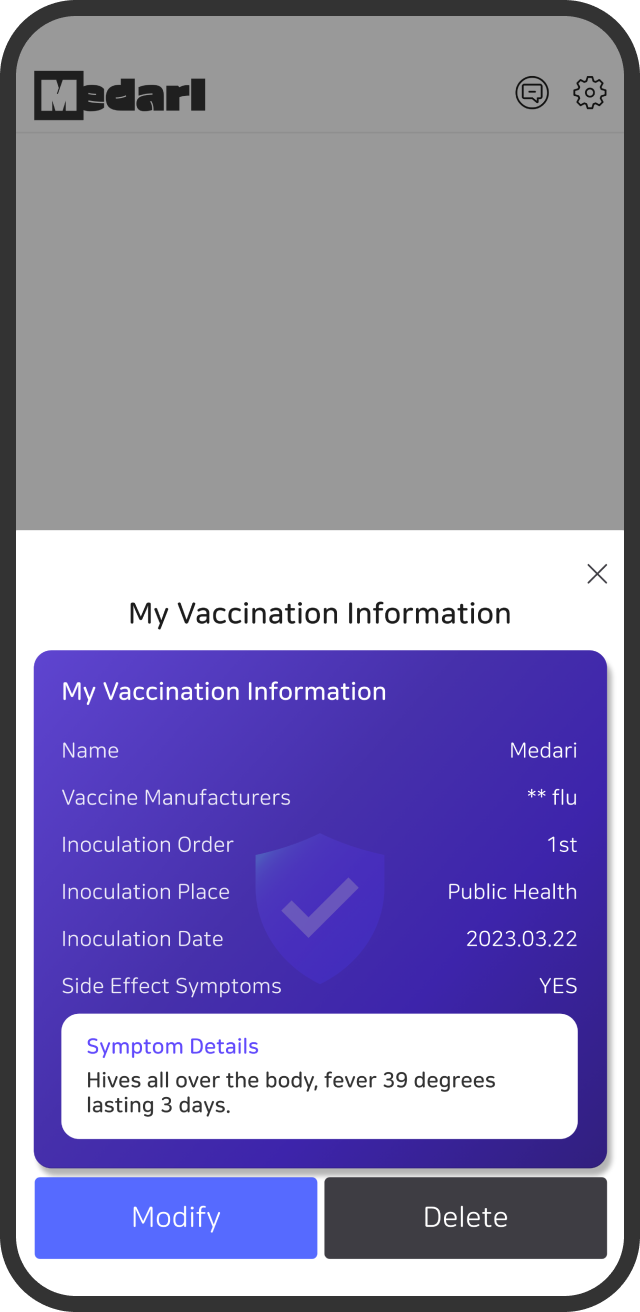 Medari
My Vaccination Information
My Vaccination Information
Name Medari
Vaccine Manufacturers ** flu
Inoculation Order 1st
Inoculation Place Public Health
Inoculation Date 2023.03.22
Side Effect Symptoms YES
Symptom Details
Hives all over the body, fever 39 degrees
lasting 3 days.
Modify Delete